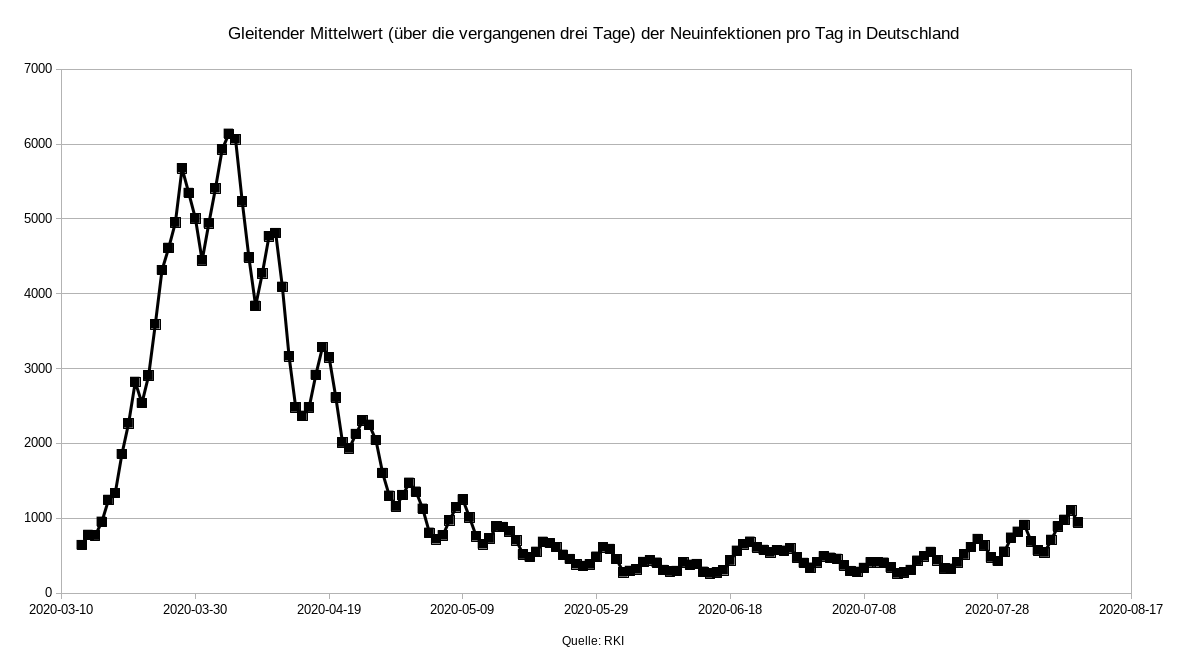 Gleitender Mittelwert (über die vergangenen drei Tage) der Neuinfektionen pro Tag in Deutschland
7000
6000
5000
4000
3000
2000
1000
0
2020-03-10 2020-03-30 2020-04-19 2020-05-09 2020-05-29 2020-06-18 2020-07-08 2020-07-28 2020-08-17
Quelle: RKI